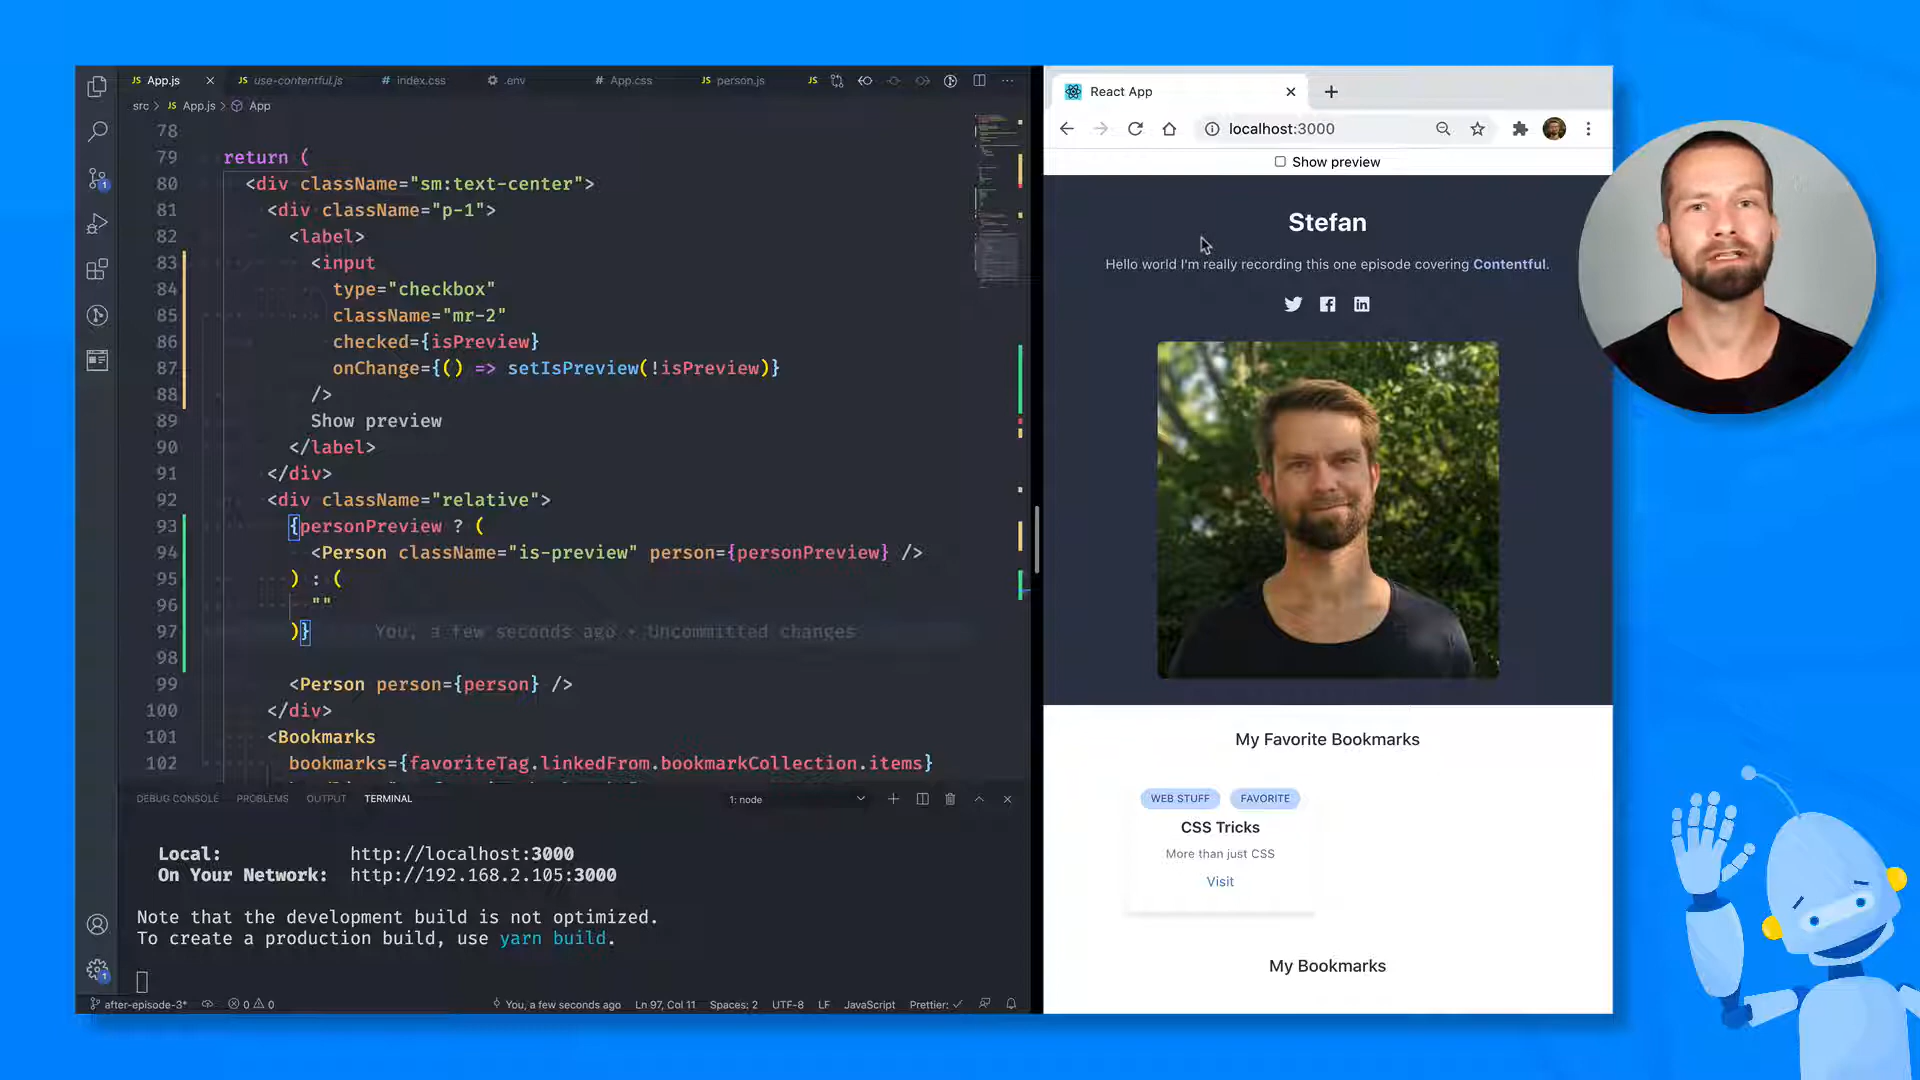 JS App.js
JS use-contentful.js
# index.css
.env
# App.css
JS person.js
JS
src > JS App.js > App
78
79 return (
80 <div className="sm:text-center">
81 <div className="p-1">
82 <label>
83 <input
84 type="checkbox"
85 className="mr-2"
86 checked={isPreview}
87 onChange={() => setIsPreview(!isPreview)}
88 />
89 Show preview
90 </label>
91 </div>
92 <div className="relative">
93 {personPreview ? (
94 <Person className="is-preview" person={personPreview} />
95 ) : (
96 ""
97 )} You, a few seconds ago • Uncommitted changes
98
99 <Person person={person} />
100 </div>
101 <Bookmarks
102 bookmarks={favoriteTag.linkedFrom.bookmarkCollection.items}
DEBUG CONSOLE PROBLEMS OUTPUT TERMINAL 1: node
Local: http://localhost:3000
On Your Network: http://192.168.2.105:3000
Note that the development build is not optimized.
To create a production build, use yarn build.
after-episode-3* 0 0 You, a few seconds ago Ln 97, Col 11 Spaces: 2 UTF-8 LF JavaScript Prettier: ✓
React App
localhost:3000
Show preview
Stefan
Hello world I'm really recording this one episode covering Contentful.
My Favorite Bookmarks
WEB STUFF FAVORITE
CSS Tricks
More than just CSS
Visit
My Bookmarks